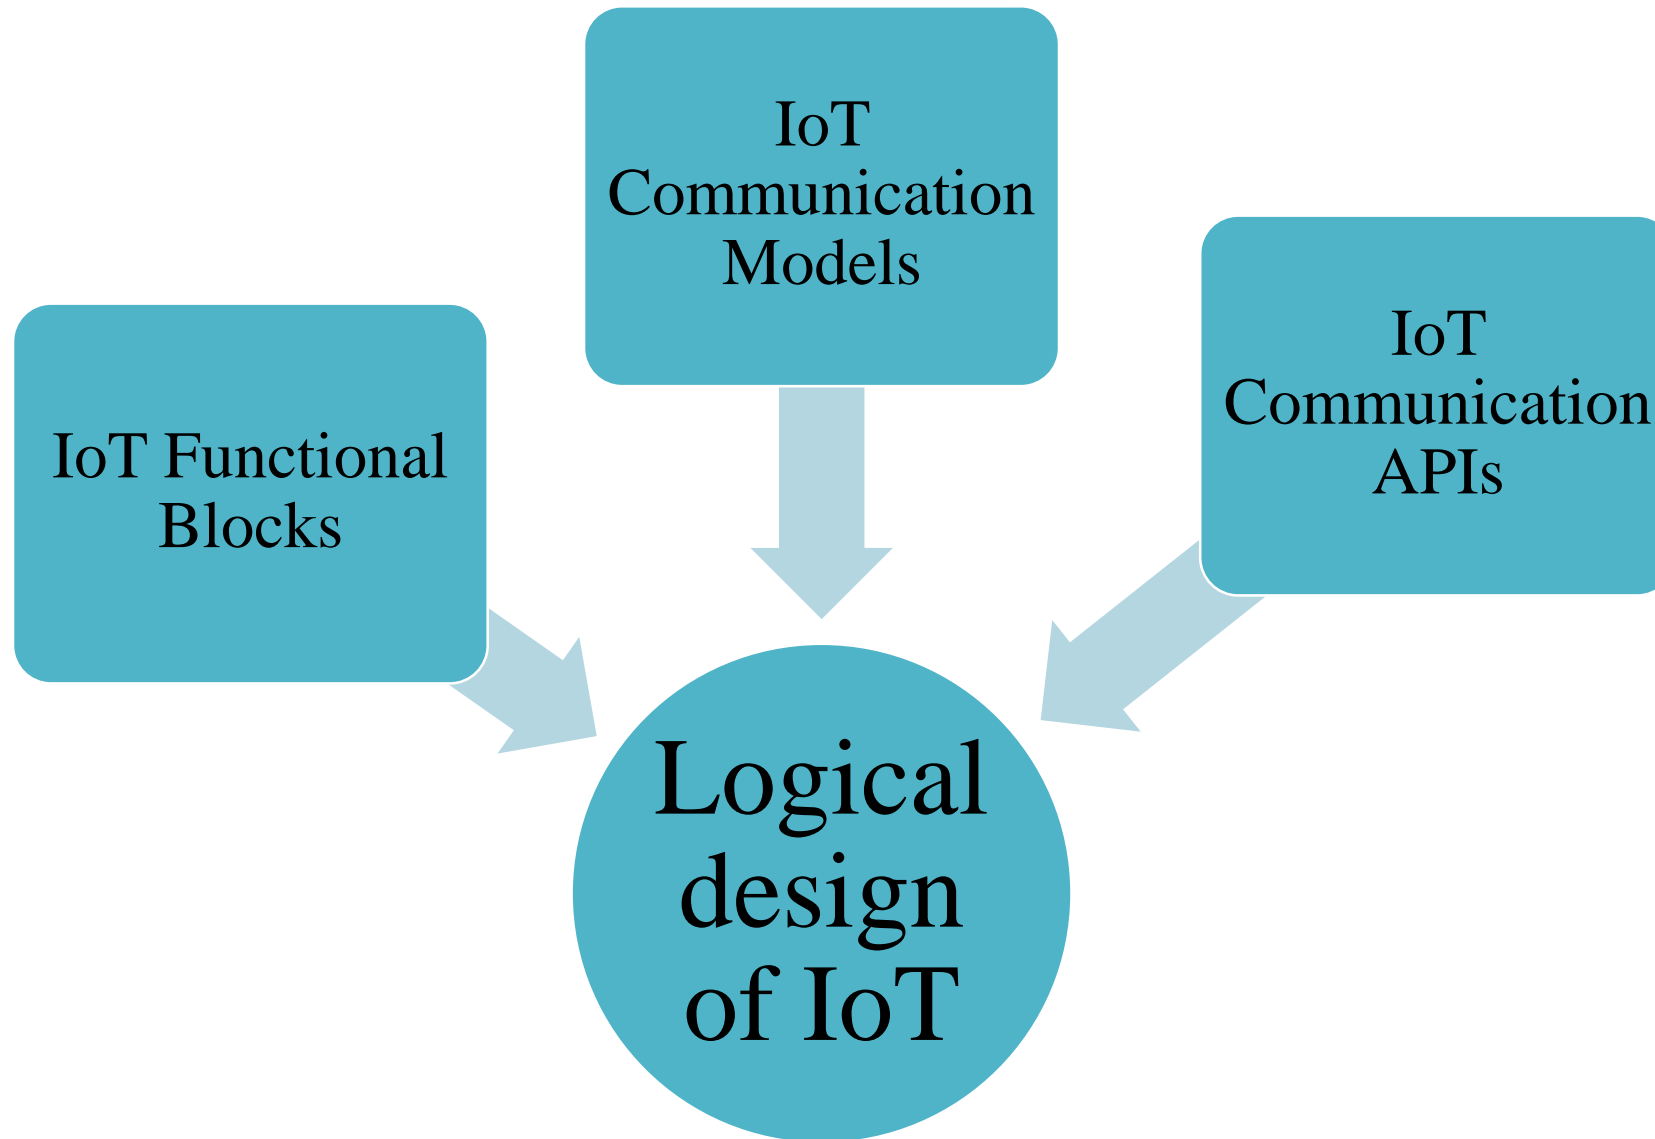 IoT
Communication
Models
IoT
Communication
APIs
IoT Functional
Blocks
Logical
design
of IoT